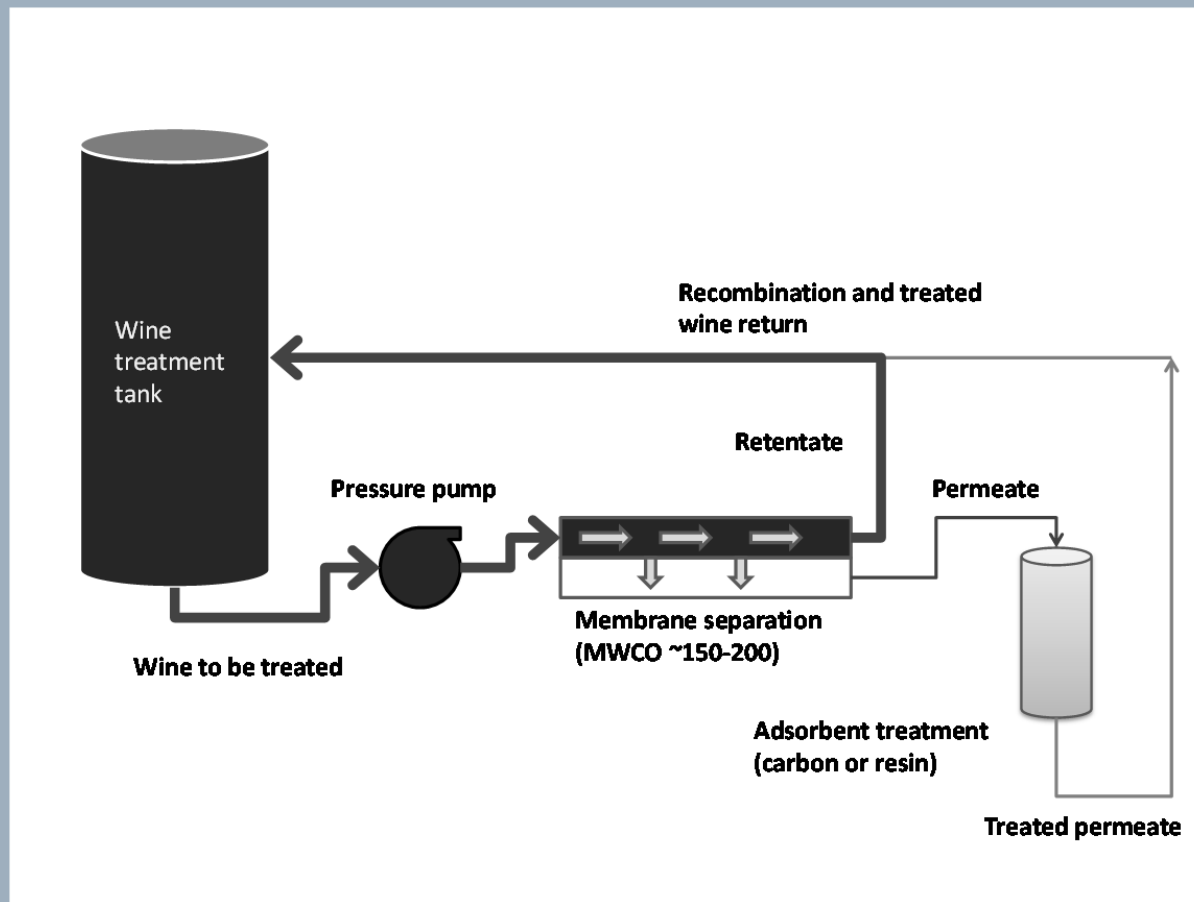 Wine
treatment
tank
Recombination and treated
wine return
Retentate
Pressure pump
Permeate
Membrane separation
(MWCO ~150-200)
Wine to be treated
Adsorbent treatment
(carbon or resin)
Treated permeate